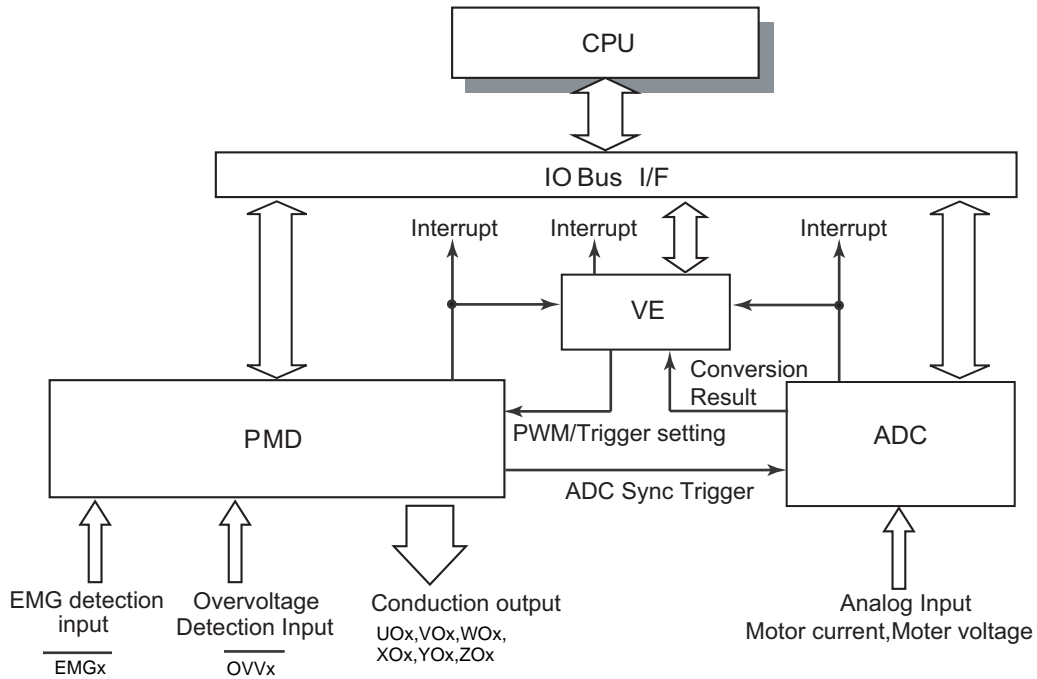 CPU
IO Bus I/F
Interrupt
Interrupt
Interrupt
VE
Conversion
Result
PMD
ADC
PWM/Trigger setting
ADC Sync Trigger
EMG detection
input
EMGx
Overvoltage
Detection Input
OVVx
Conduction output
UOx,VOx,WOx,
XOx,YOx,ZOx
Analog Input
Motor current,Moter voltage